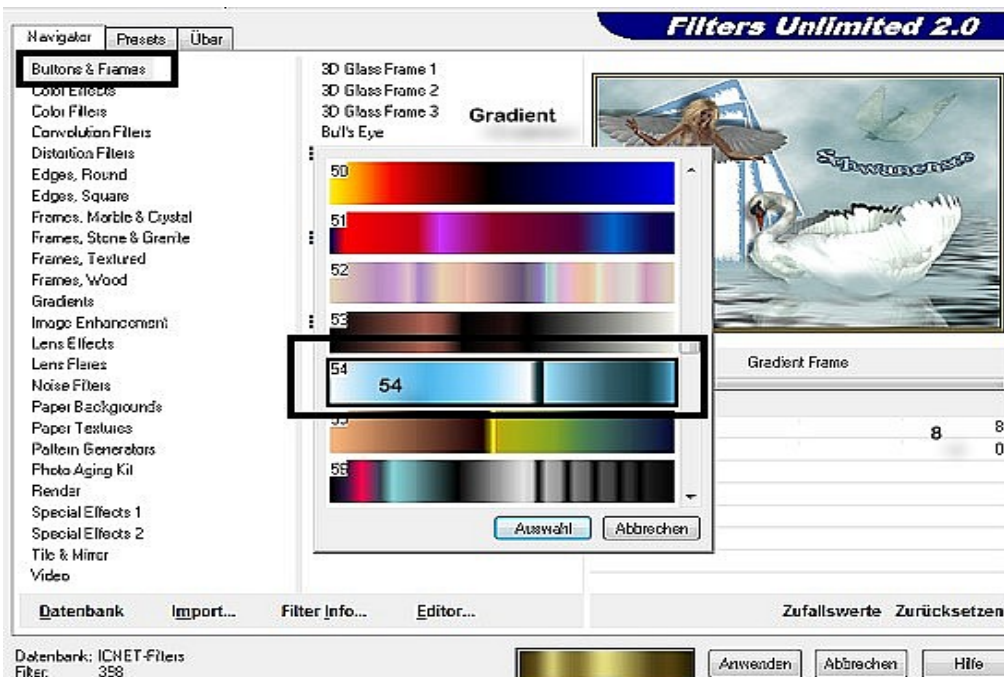 Filters Unlimited 2.0
Navigator Presets Über
Buttons & Frames
Color Effects
Color Filters
Convolution Filters
Distortion Filters
Edges, Round
Edges, Square
Frames, Marble & Crystal
Frames, Stone & Granite
Frames, Textured
Frames, Wood
Gradients
Image Enhancement
Lens Effects
Lens Flares
Noise Filters
Paper Backgrounds
Paper Textures
Pattern Generators
Photo Aging Kit
Render
Special Effects 1
Special Effects 2
Tile & Mirror
Video
3D Glass Frame 1
3D Glass Frame 2
3D Glass Frame 3
Bull's Eye
Gradient
50
51
52
53
54
54
55
56
Auswahl Abbrechen
Schwanensee
Gradient Frame
8 8
0
Datenbank Import... Filter Info... Editor...
Zufallswerte Zurücksetzen
Datenbank: ICNET-Filters
Filter: 398
Anwenden Abbrechen Hilfe